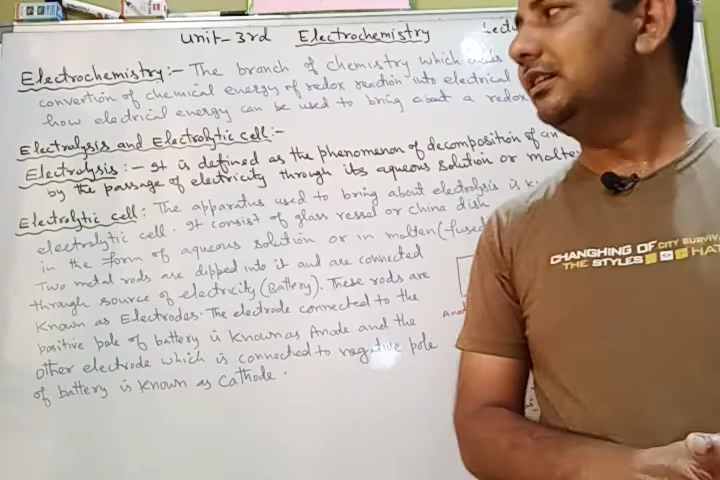 Unit-3rd Electrochemistry Lectu
Electrochemistry:- The branch of chemistry which
convertion of chemical energy of redox reaction into electrical
how electrical energy can be used to bring about a redox
Electrolysis and Electrolytic cell:-
Electrolysis:- It is defined as the phenomenon of decomposition of an
by the passage of electricity through its aqueous solution or molten
Electrolytic cell: The apparatus used to bring about electrolysis is k
electrolytic cell. It consist of glass vessel or china dish
in the form of aqueous solution or in molten (fused
Two metal rods are dipped into it and are connected
through source of electricity (Battery). These rods are
Known as Electrodes. The electrode connected to the
positive pole of battery is known as Anode and the
other electrode which is connected to negative pole
of battery is known as Cathode.
Anod
CHANGHING OF CITY SURVIVA
THE STYLES HAT